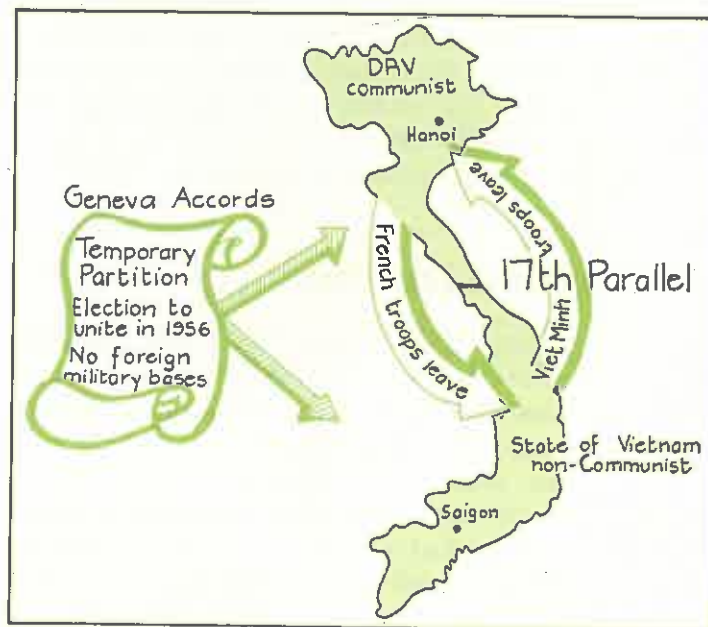 DRV
communist
Hanoi
Geneva Accords
Temporary
Partition
Election to
unite in 1956
No foreign
military bases
French troops leave
17th Parallel
Viet Minh troops leave
State of Vietnam
non-Communist
Saigon